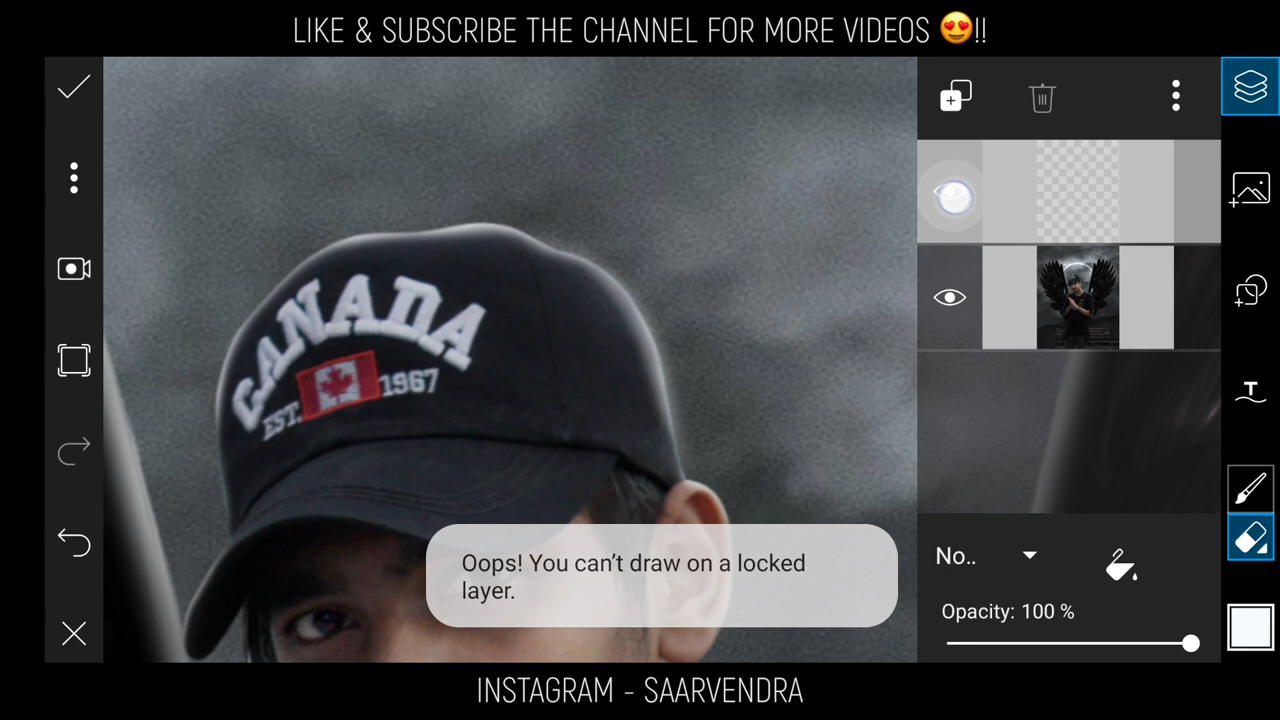 LIKE & SUBSCRIBE THE CHANNEL FOR MORE VIDEOS 😍!!
CANADA
EST. 1967
Oops! You can’t draw on a locked
layer.
T
No..
Opacity: 100 %
INSTAGRAM - SAARVENDRA